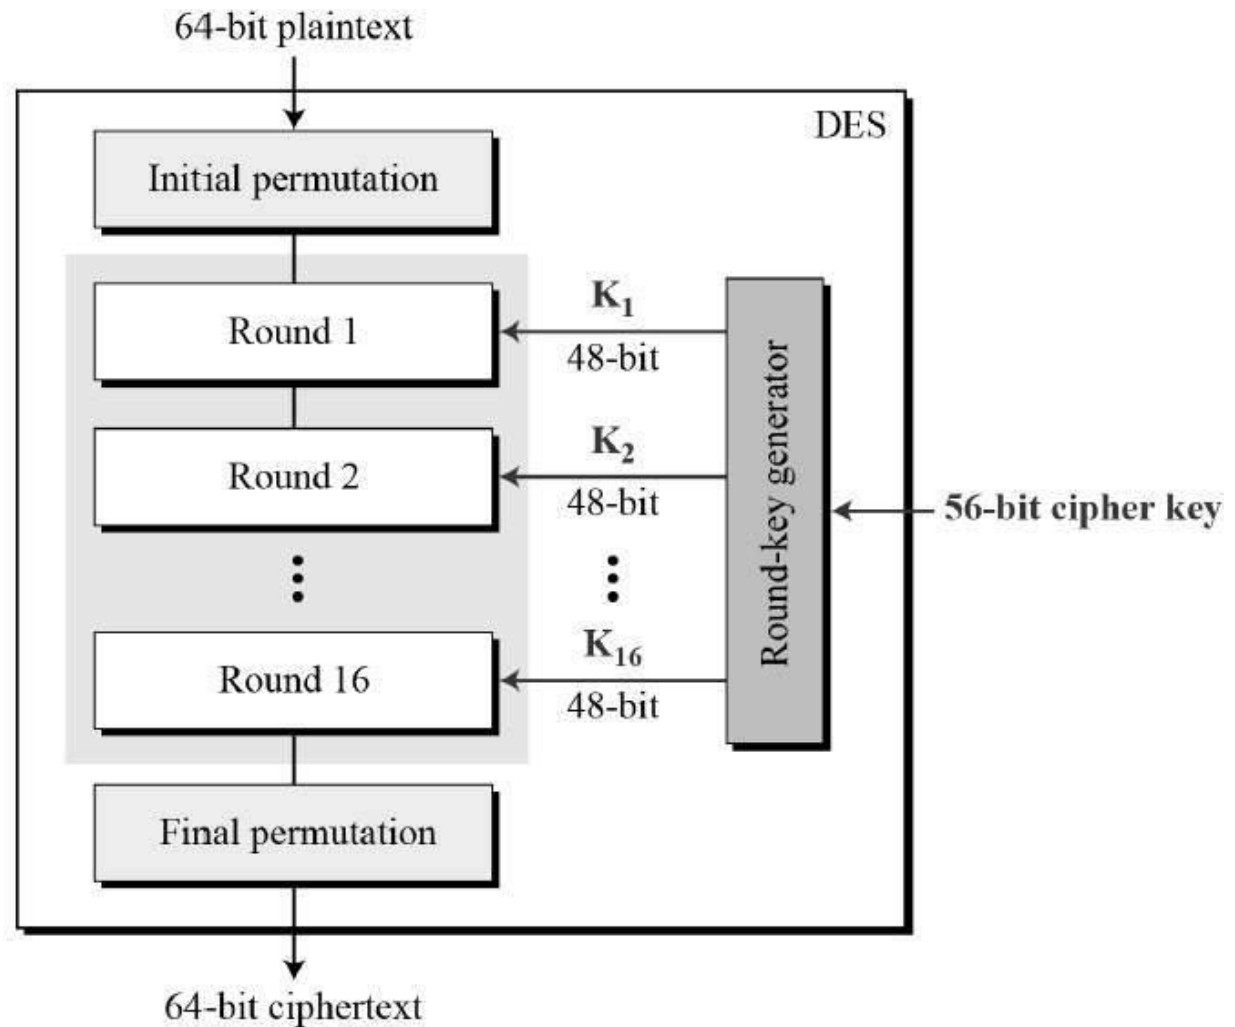 64-bit plaintext
DES
Initial permutation
Round 1
K1
48-bit
Round 2
K2
48-bit
Round-key generator
56-bit cipher key
Round 16
K16
48-bit
Final permutation
64-bit ciphertext